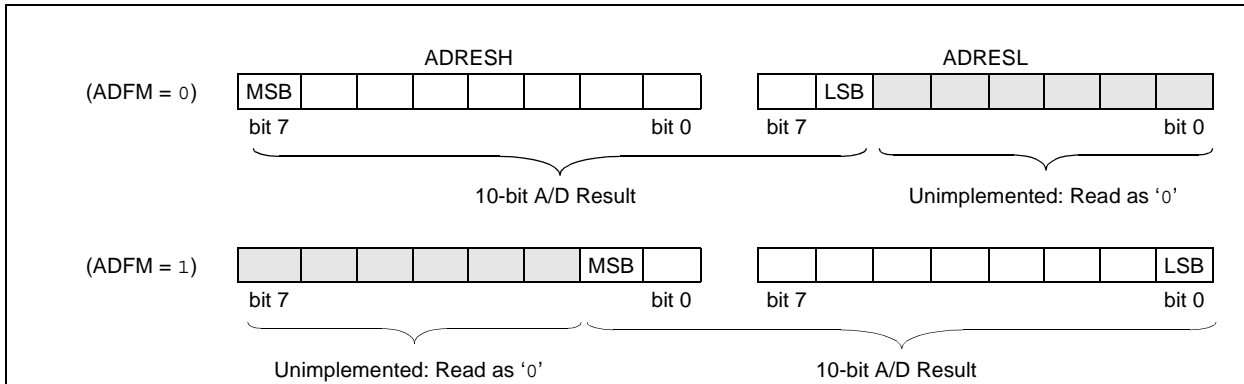 ADRESH ADRESL
(ADFM = 0) MSB LSB
bit 7 bit 0 bit 7 bit 0
10-bit A/D Result Unimplemented: Read as ‘0’
(ADFM = 1) MSB LSB
bit 7 bit 0 bit 7 bit 0
Unimplemented: Read as ‘0’ 10-bit A/D Result